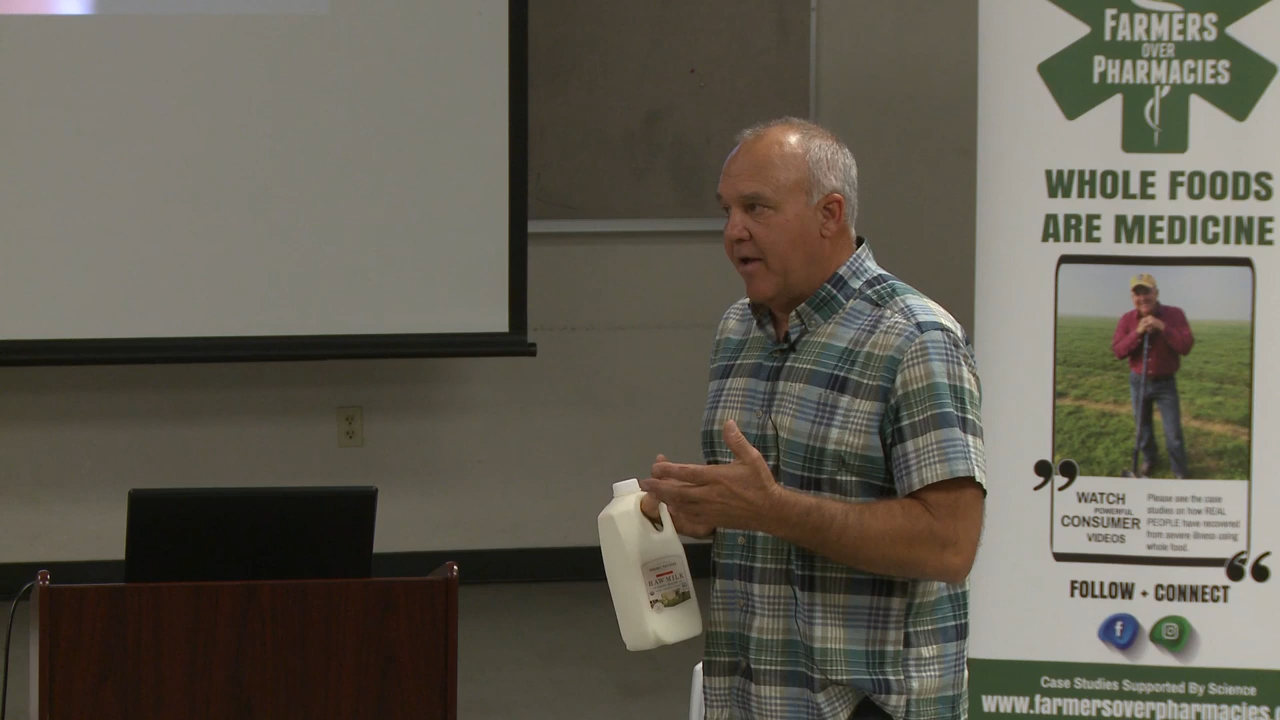 FARMERS
OVER
PHARMACIES
WHOLE FOODS
ARE MEDICINE
WATCH
POWERFUL
CONSUMER
VIDEOS
Please see the case
studies on how REAL
PEOPLE have recovered
from severe illness using
whole food.
FOLLOW + CONNECT
Case Studies Supported By Science
www.farmersoverpharmacies.
RAW MILK